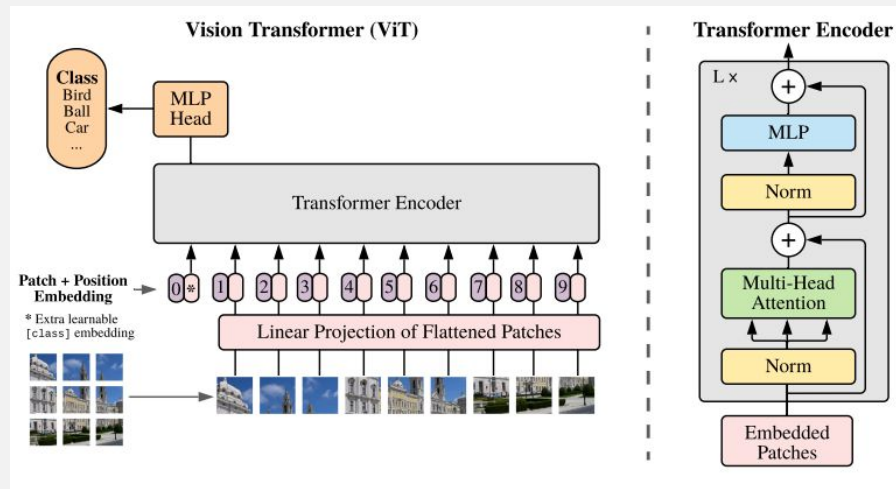 Vision Transformer (ViT)
Class
Bird
Ball
Car
...
MLP
Head
Transformer Encoder
0 * 1 2 3 4 5 6 7 8 9
Patch + Position
Embedding
* Extra learnable
[class] embedding
Linear Projection of Flattened Patches
Transformer Encoder
L ×
+
MLP
Norm
+
Multi-Head
Attention
Norm
Embedded
Patches